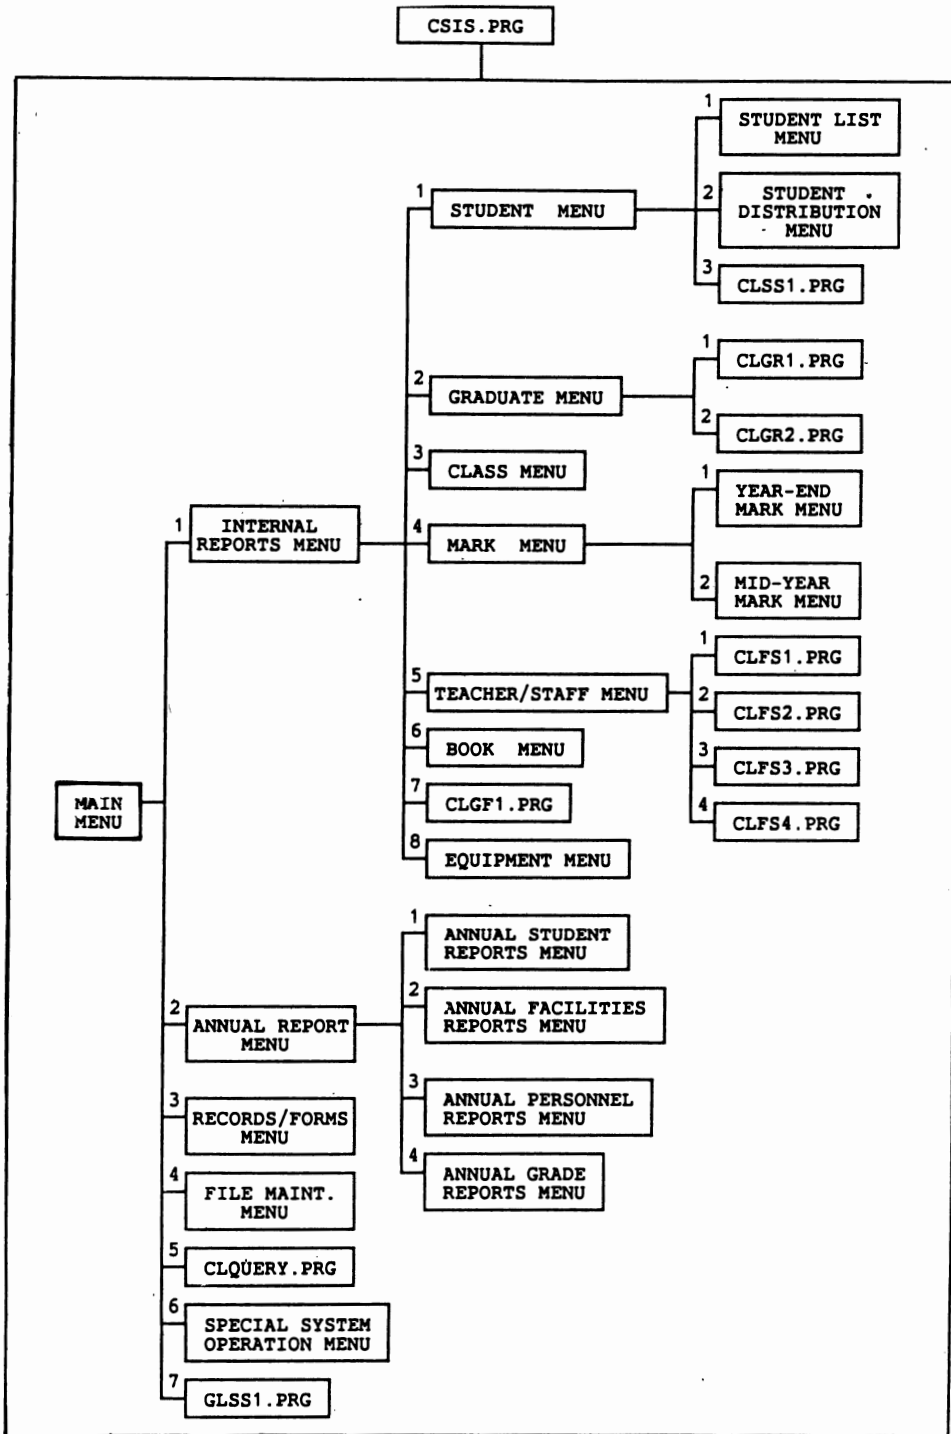 CSIS.PRG
MAIN
MENU
1
INTERNAL
REPORTS MENU
1
STUDENT MENU
1
STUDENT LIST
MENU
2
STUDENT
DISTRIBUTION
MENU
3
CLSS1.PRG
2
GRADUATE MENU
1
CLGR1.PRG
2
CLGR2.PRG
3
CLASS MENU
4
MARK MENU
1
YEAR-END
MARK MENU
2
MID-YEAR
MARK MENU
5
TEACHER/STAFF MENU
1
CLFS1.PRG
2
CLFS2.PRG
3
CLFS3.PRG
4
CLFS4.PRG
6
BOOK MENU
7
CLGF1.PRG
8
EQUIPMENT MENU
2
ANNUAL REPORT
MENU
1
ANNUAL STUDENT
REPORTS MENU
2
ANNUAL FACILITIES
REPORTS MENU
3
ANNUAL PERSONNEL
REPORTS MENU
4
ANNUAL GRADE
REPORTS MENU
3
RECORDS/FORMS
MENU
4
FILE MAINT.
MENU
5
CLQUERY.PRG
6
SPECIAL SYSTEM
OPERATION MENU
7
GLSS1.PRG